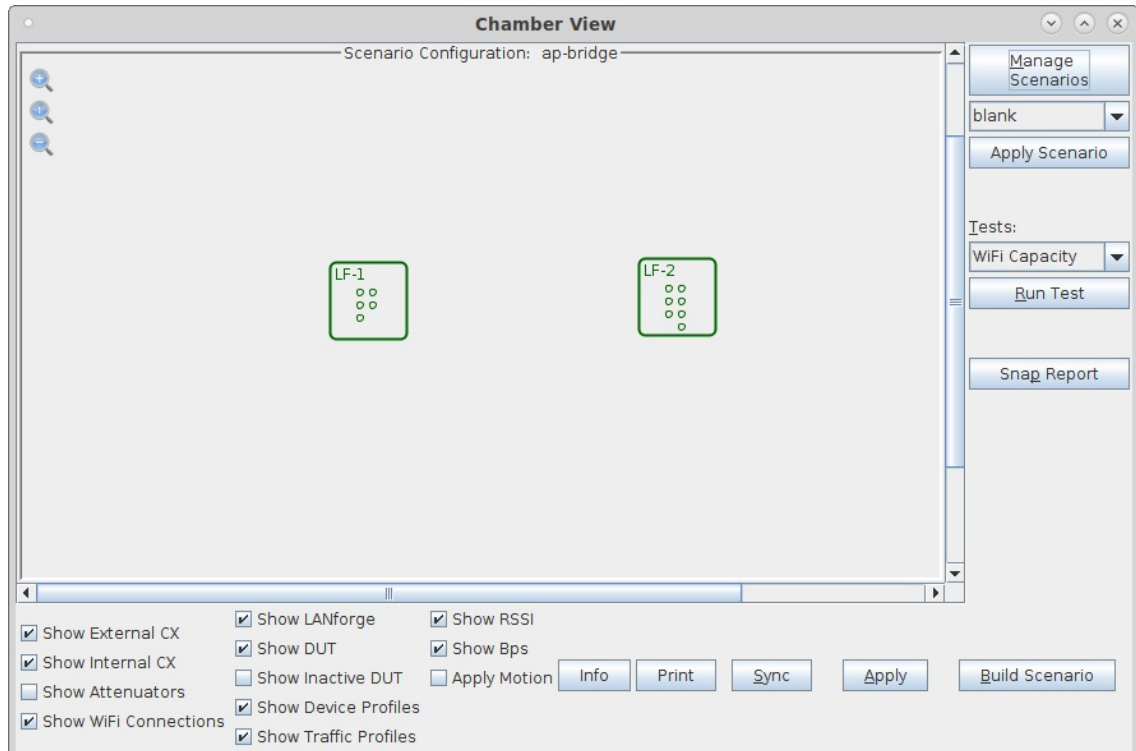 Chamber View
Scenario Configuration: ap-bridge
Manage
Scenarios
blank
Apply Scenario
Tests:
WiFi Capacity
Run Test
Snap Report
LF-1
LF-2
Show External CX
Show Internal CX
Show Attenuators
Show WiFi Connections
Show LANforge
Show DUT
Show Inactive DUT
Show Device Profiles
Show Traffic Profiles
Show RSSI
Show Bps
Apply Motion
Info
Print
Sync
Apply
Build Scenario